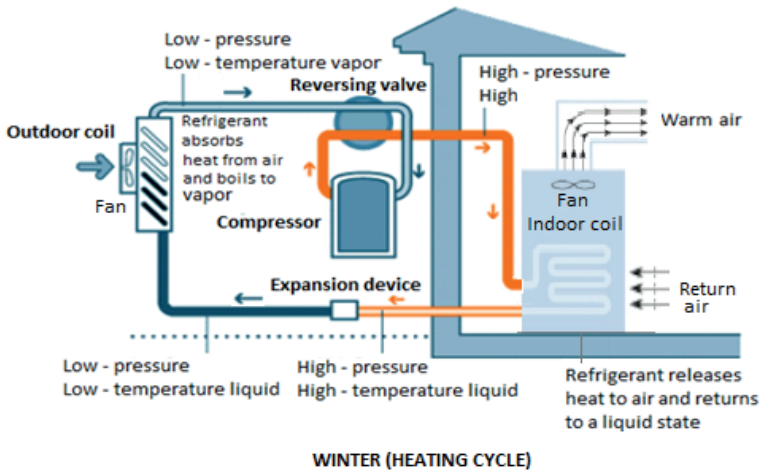 Low - pressure
Low - temperature vapor
Reversing valve
High - pressure
High
Warm air
Outdoor coil
Refrigerant
absorbs
heat from air
and boils to
vapor
Fan
Compressor
Fan
Indoor coil
Expansion device
Return
air
Low - pressure
Low - temperature liquid
High - pressure
High - temperature liquid
Refrigerant releases
heat to air and returns
to a liquid state
WINTER (HEATING CYCLE)